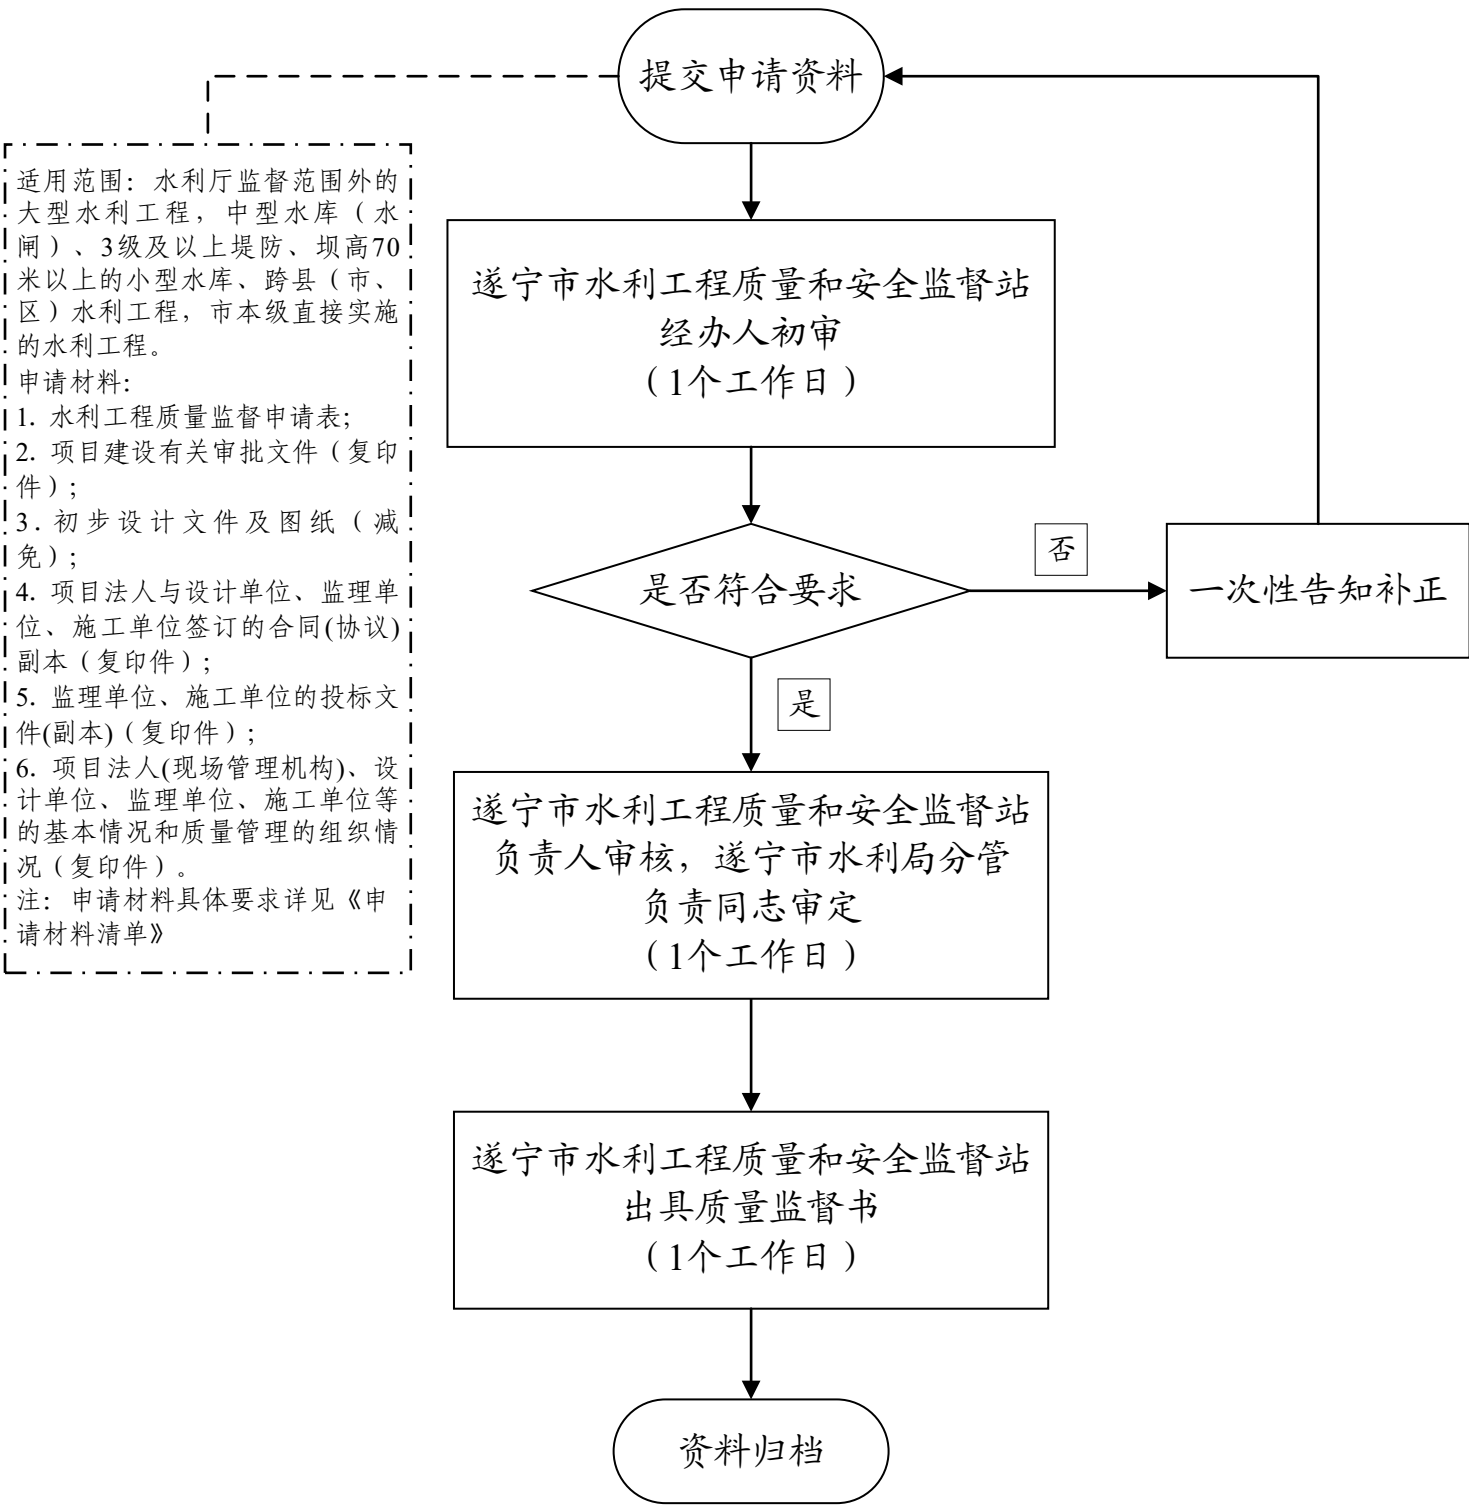 提交申请资料
适用范围：水利厅监督范围外的
大型水利工程，中型水库（水
闸）、3级及以上堤防、坝高70
米以上的小型水库、跨县（市、
区）水利工程，市本级直接实施
的水利工程。
申请材料：
1. 水利工程质量监督申请表；
2. 项目建设有关审批文件（复印
件）；
3. 初步设计文件及图纸（减
免）；
4. 项目法人与设计单位、监理单
位、施工单位签订的合同(协议)
副本（复印件）；
5. 监理单位、施工单位的投标文
件(副本)（复印件）；
6. 项目法人(现场管理机构)、设
计单位、监理单位、施工单位等
的基本情况和质量管理的组织情
况（复印件）。
注：申请材料具体要求详见《申
请材料清单》
遂宁市水利工程质量和安全监督站
经办人初审
（1个工作日）
是否符合要求
否
一次性告知补正
是
遂宁市水利工程质量和安全监督站
负责人审核，遂宁市水利局分管
负责同志审定
（1个工作日）
遂宁市水利工程质量和安全监督站
出具质量监督书
（1个工作日）
资料归档